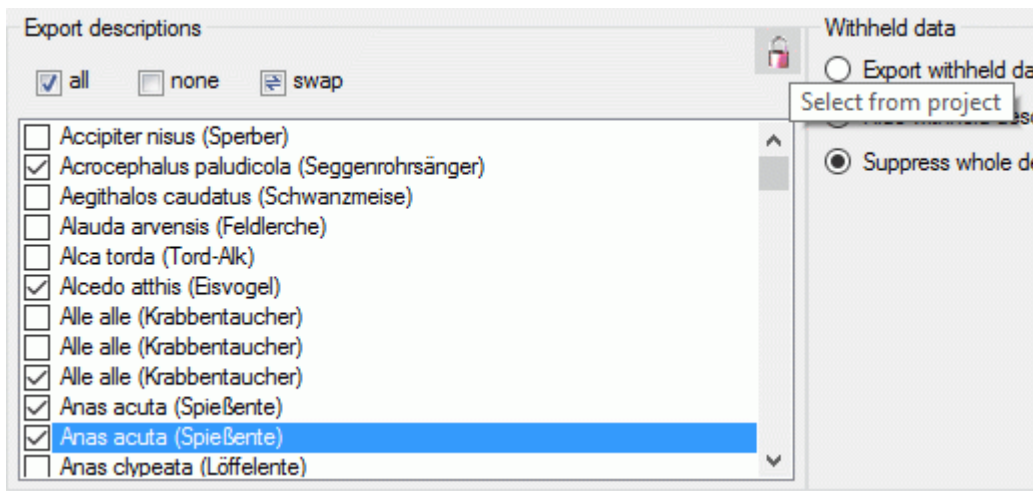 Export descriptions
all none swap
Accipiter nisus (Sperber)
Acrocephalus paludicola (Seggenrohrsänger)
Aegithalos caudatus (Schwanzmeise)
Alauda arvensis (Feldlerche)
Alca torda (Tord-Alk)
Alcedo atthis (Eisvogel)
Alle alle (Krabbentaucher)
Alle alle (Krabbentaucher)
Alle alle (Krabbentaucher)
Anas acuta (Spießente)
Anas acuta (Spießente)
Anas clypeata (Löffelente)
Withheld data
Export withheld da
Select from project
Suppress whole de